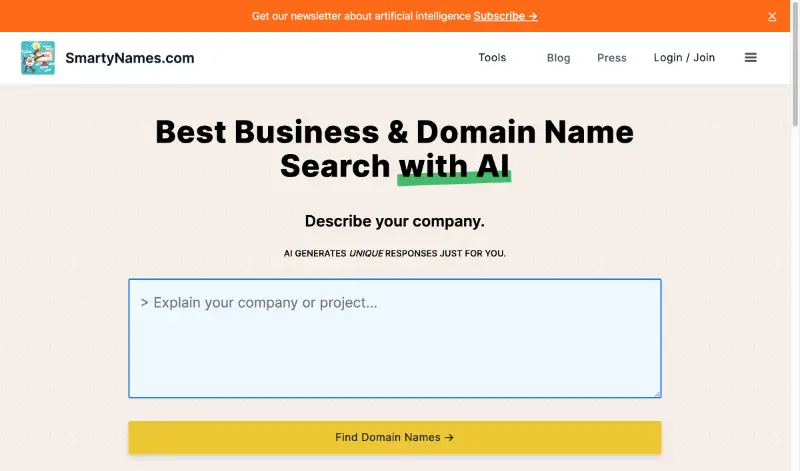 Get our newsletter about artificial intelligence Subscribe →
SmartyNames.com
Tools
Blog
Press
Login / Join
Best Business & Domain Name
Search with AI
Describe your company.
AI GENERATES UNIQUE RESPONSES JUST FOR YOU.
> Explain your company or project...
Find Domain Names →